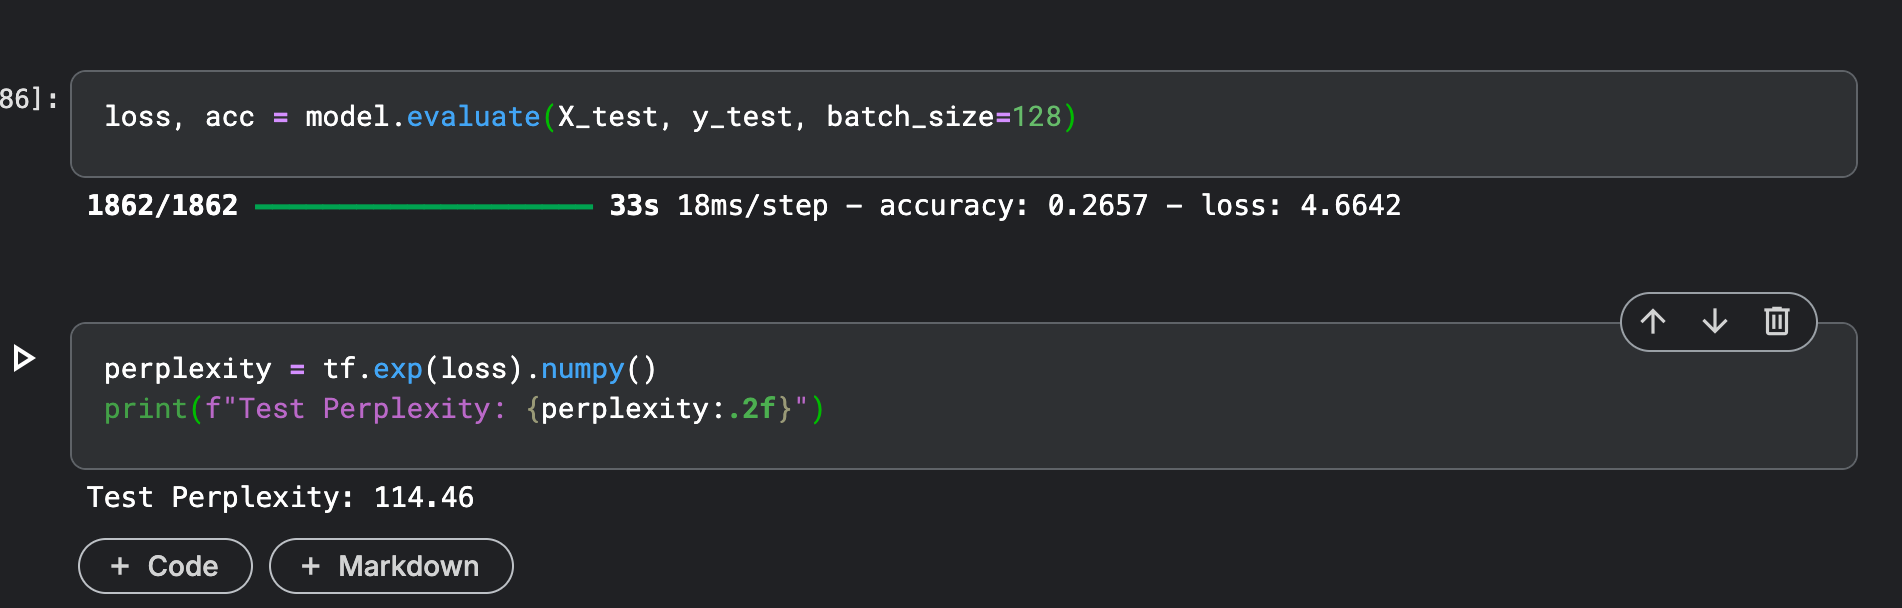 86]:
loss, acc = model.evaluate(X_test, y_test, batch_size=128)
1862/1862 33s 18ms/step - accuracy: 0.2657 - loss: 4.6642
perplexity = tf.exp(loss).numpy()
print(f"Test Perplexity: {perplexity:.2f}")
Test Perplexity: 114.46
+ Code + Markdown